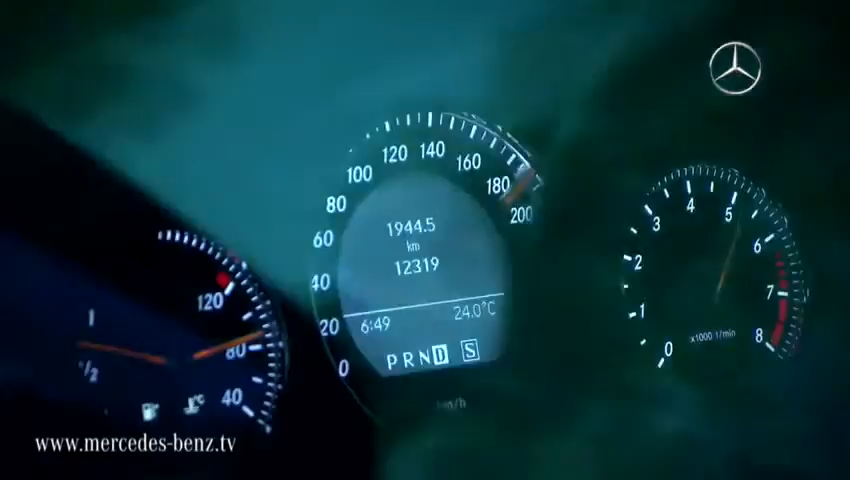 100 120 140 160 180 200
80
60
40
20
0
1944.5
km
12319
6:49 24.0°C
P R N D S
km/h
120
80
40
1
1/2
°C
0 1 2 3 4 5 6 7 8
x1000 1/min
www.mercedes-benz.tv